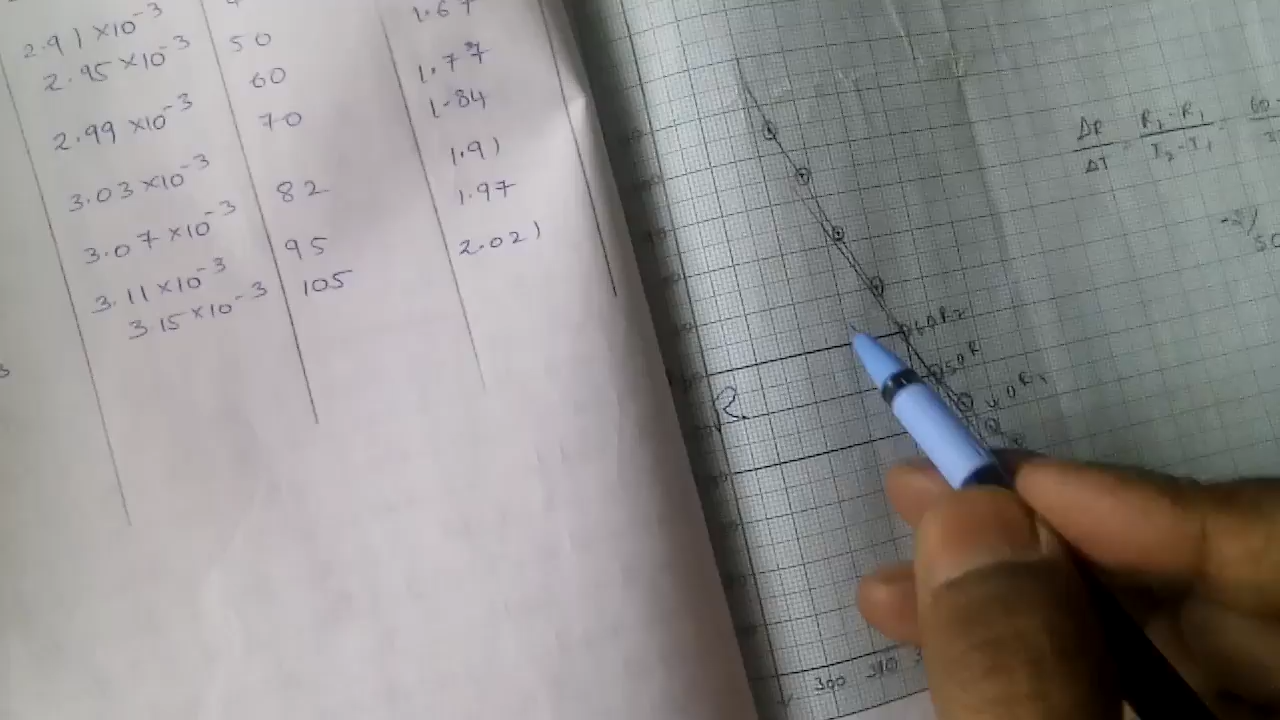 2.91×10⁻³ 1.67
2.95×10⁻³ 50 1.77
2.99×10⁻³ 60 1.84
3.03×10⁻³ 70 1.91
3.07×10⁻³ 82 1.97
3.11×10⁻³ 95 2.021
3.15×10⁻³ 105
ΔR/ΔT = R₂-R₁/T₂-T₁
60 R₂
50 R
40 R₁
R
300 310